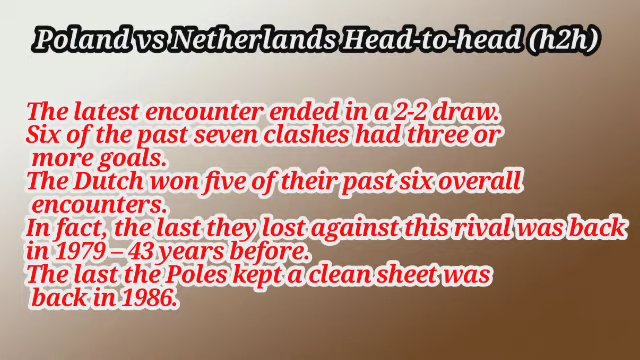 Poland vs Netherlands Head-to-head (h2h)
The latest encounter ended in a 2-2 draw.
Six of the past seven clashes had three or
more goals.
The Dutch won five of their past six overall
encounters.
In fact, the last they lost against this rival was back
in 1979 – 43 years before.
The last the Poles kept a clean sheet was
back in 1986.